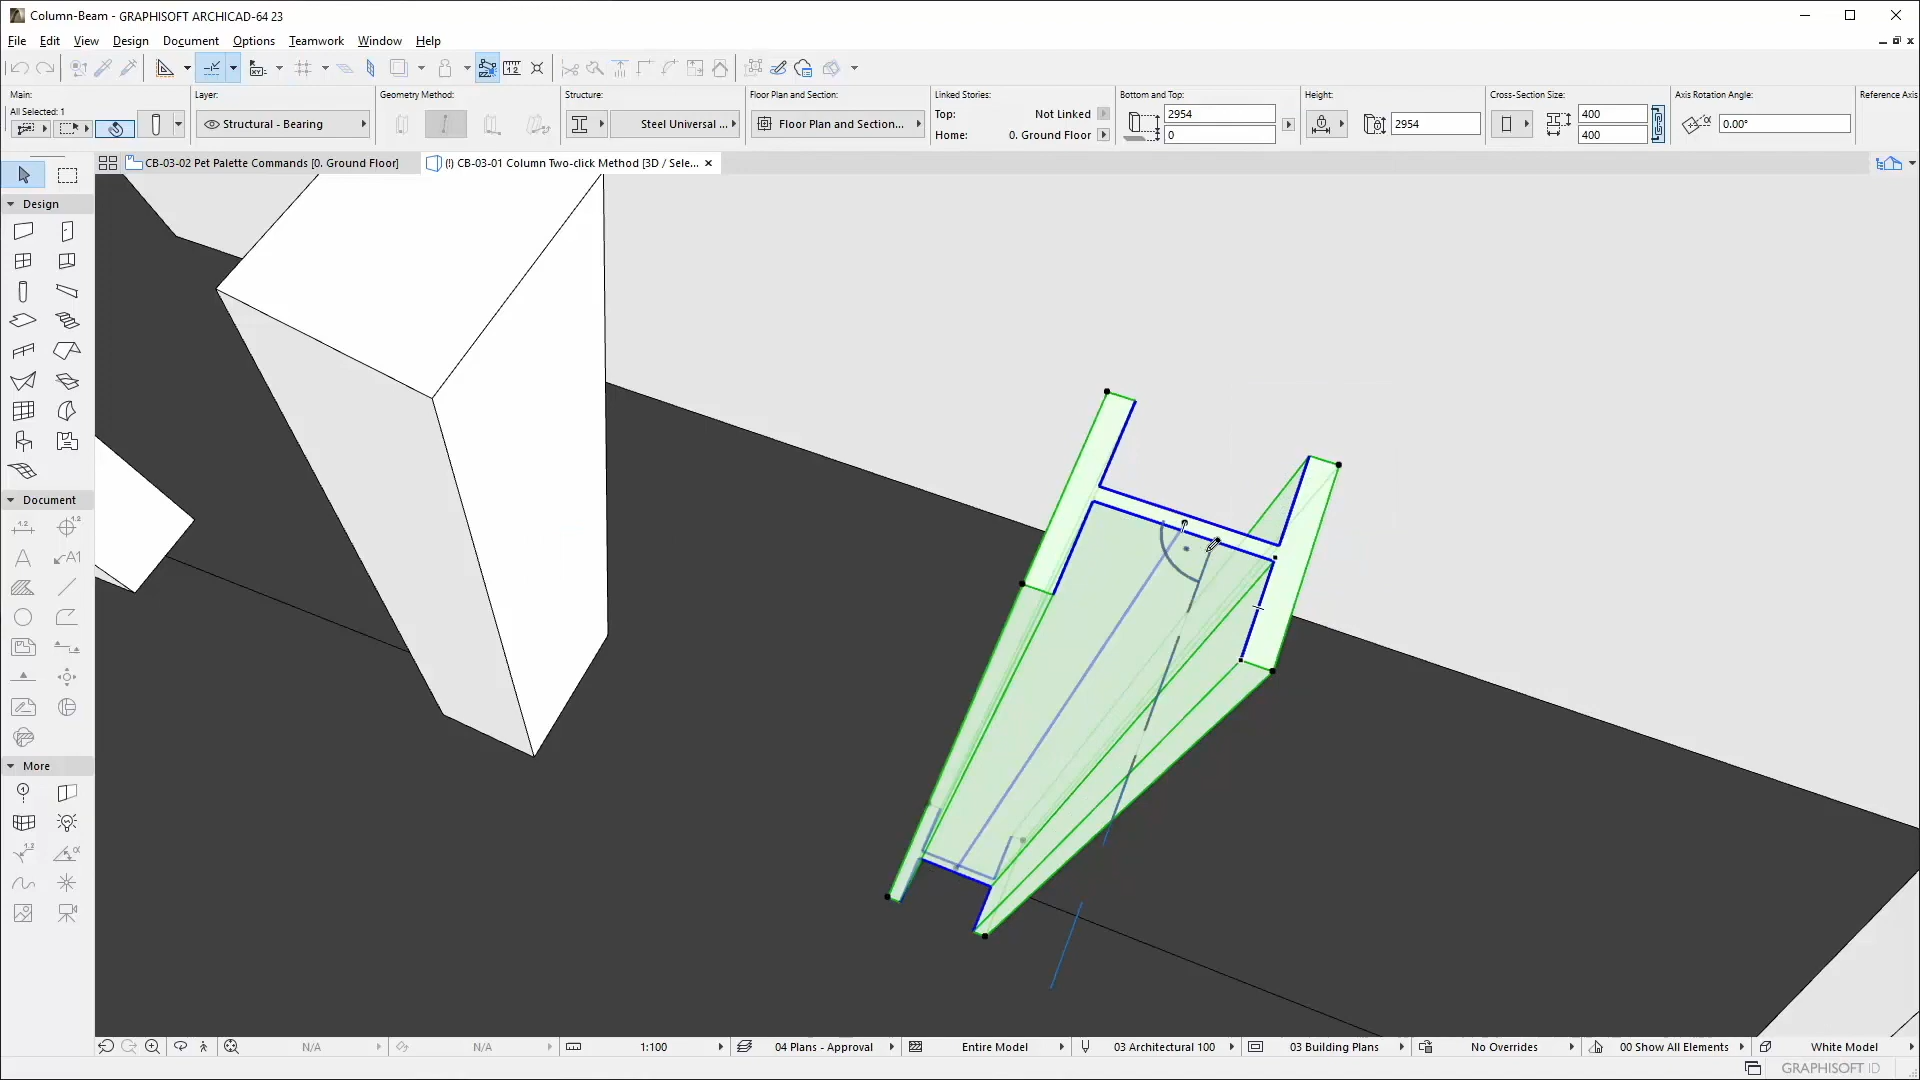 Column-Beam - GRAPHISOFT ARCHICAD-64 23
File Edit View Design Document Options Teamwork Window Help
Main:
All Selected: 1
Layer:
Structural - Bearing
Geometry Method:
Structure:
Steel Universal ...
Floor Plan and Section:
Floor Plan and Section...
Linked Stories:
Top: Not Linked
Home: 0. Ground Floor
Bottom and Top:
2954
0
Height:
2954
Cross-Section Size:
400
400
Axis Rotation Angle:
0.00°
Reference Axis
CB-03-02 Pet Palette Commands [0. Ground Floor]
(!) CB-03-01 Column Two-click Method [3D / Sele...
Design
Document
More
N/A
N/A
1:100
04 Plans - Approval
Entire Model
03 Architectural 100
03 Building Plans
No Overrides
00 Show All Elements
White Model
GRAPHISOFT ID